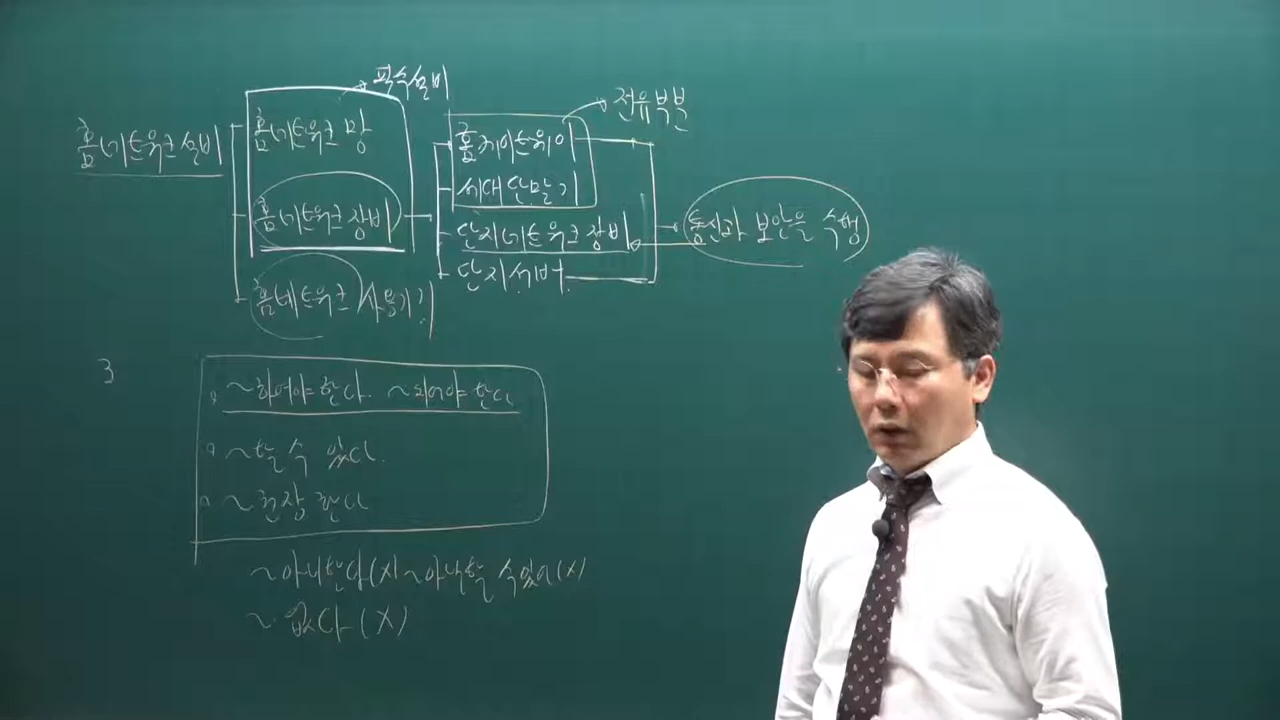 필수설비
전유부분
홈네트워크설비
홈네트워크 망
홈게이트웨이
세대단말기
홈네트워크 장비
단지네트워크 장비
통신과 보안을 수행
단지서버
홈네트워크 사용기기
3
~하여야 한다. ~되어야 한다
~할 수 있다.
~권장 한다
~아니한다(X) ~아니할 수 있다(X)
~ 없다 (X)